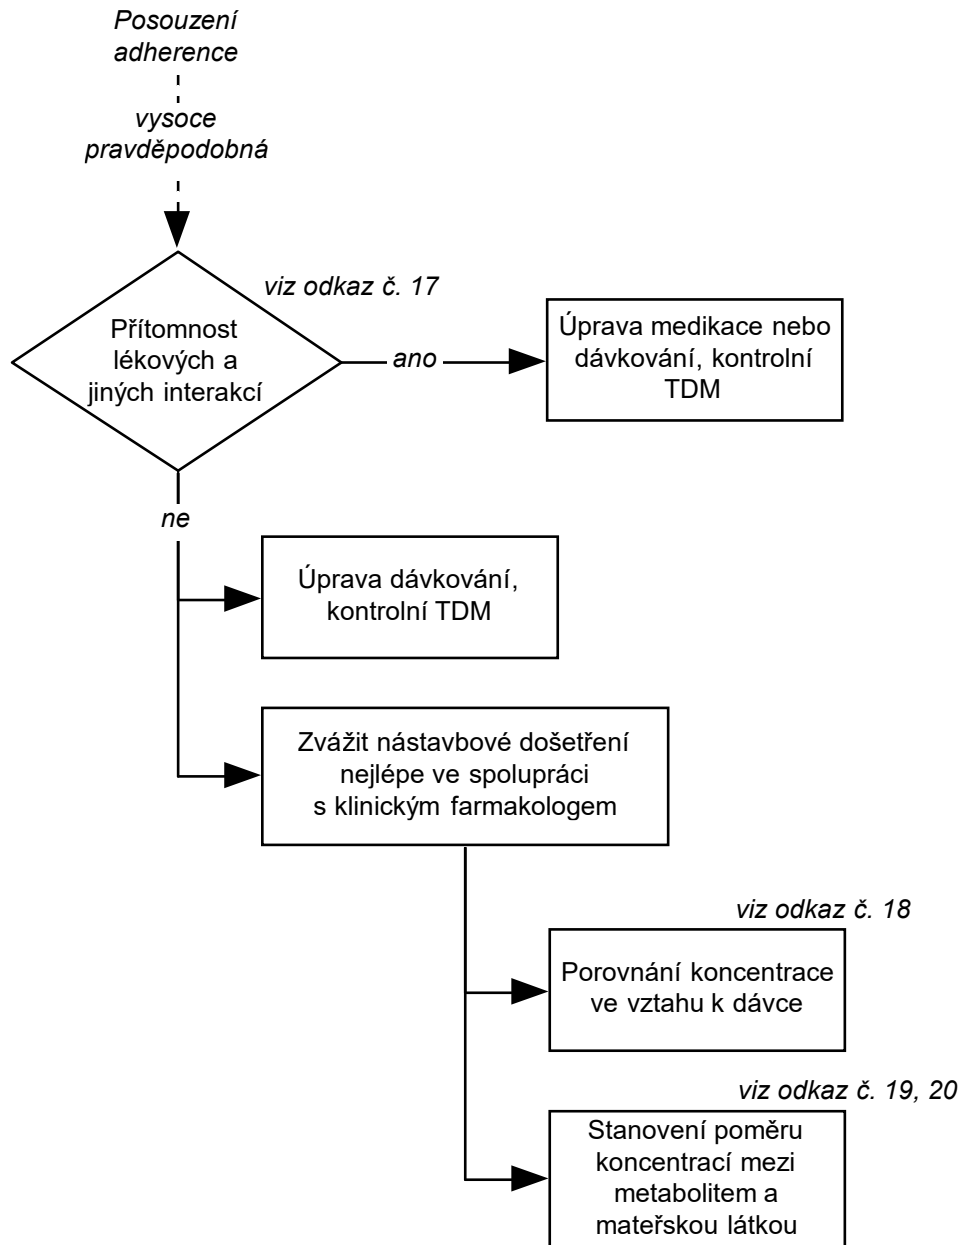 Posouzení
adherence
vysoce
pravděpodobná
viz odkaz č. 17
Přítomnost
lékových a
jiných interakcí
ano
Úprava medikace nebo
dávkování, kontrolní
TDM
ne
Úprava dávkování,
kontrolní TDM
Zvážit nástavbové došetření
nejlépe ve spolupráci
s klinickým farmakologem
viz odkaz č. 18
Porovnání koncentrace
ve vztahu k dávce
viz odkaz č. 19, 20
Stanovení poměru
koncentrací mezi
metabolitem a
mateřskou látkou